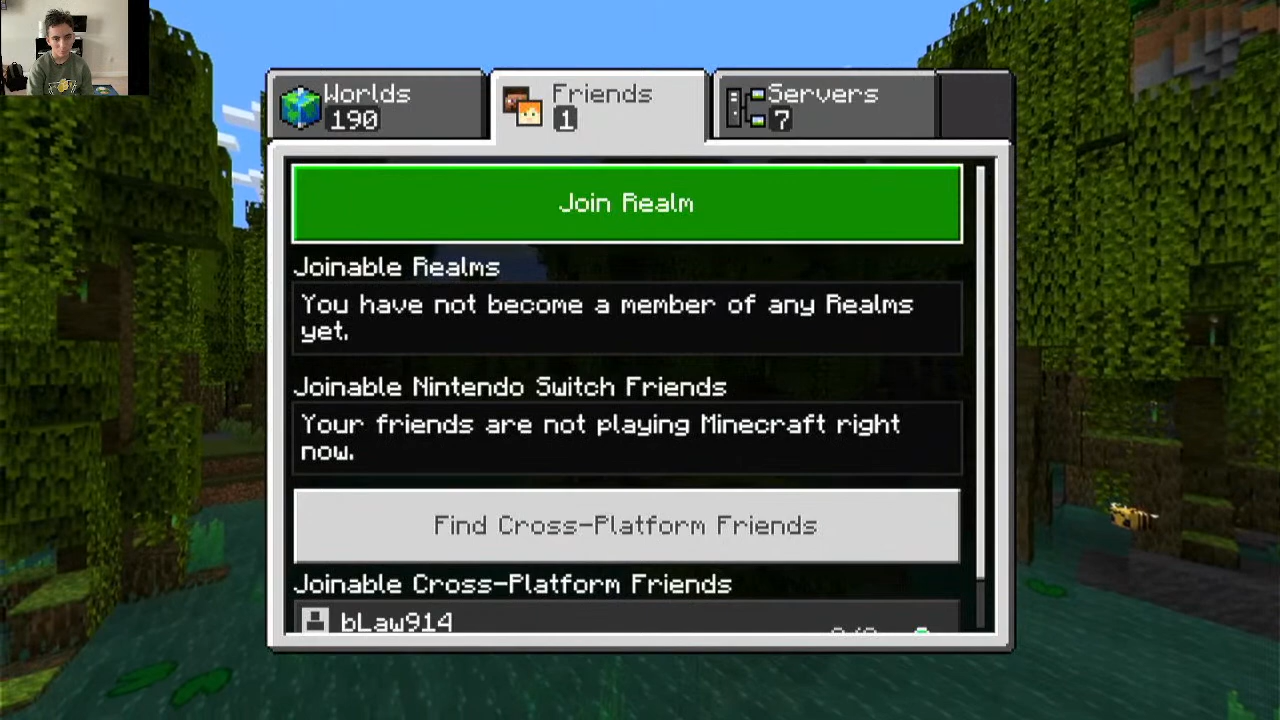 Worlds
190
Friends
1
Servers
7
Join Realm
Joinable Realms
You have not become a member of any Realms
yet.
Joinable Nintendo Switch Friends
Your friends are not playing Minecraft right
now.
Find Cross-Platform Friends
Joinable Cross-Platform Friends
bLaw914